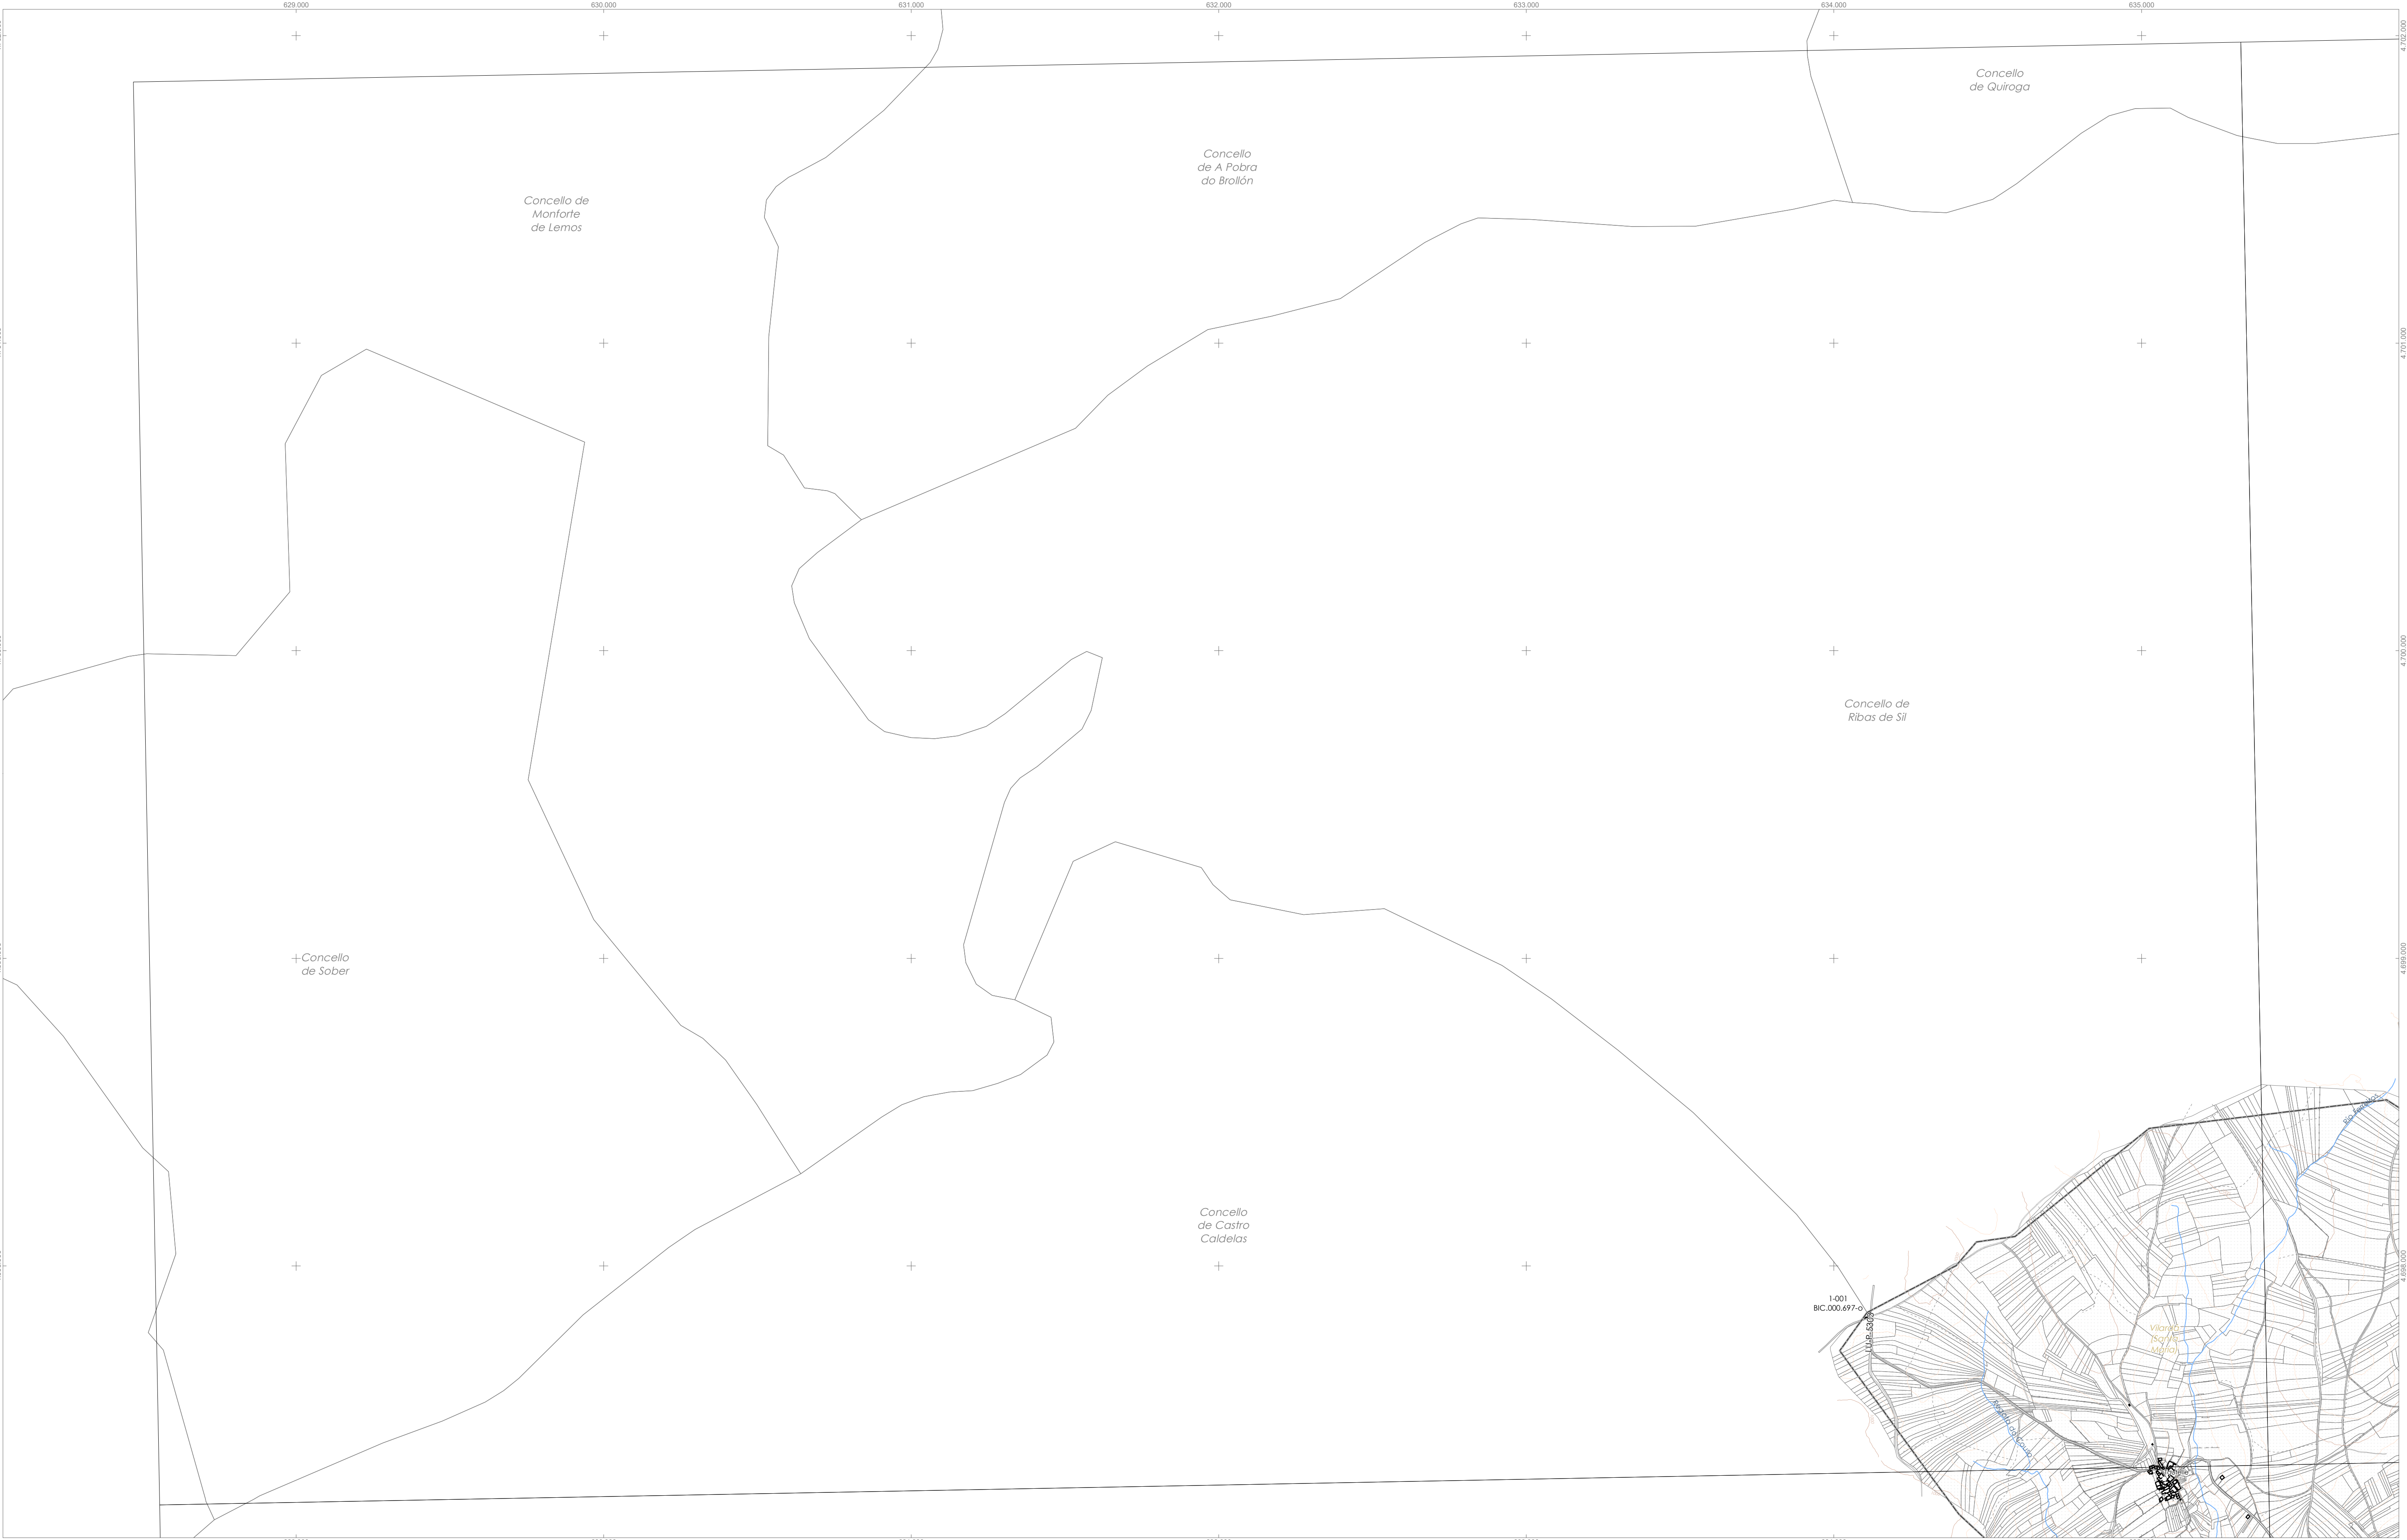 629.000
630.000
631.000
632.000
633.000
634.000
635.000
4.702.000
Concello
de Quiroga
Concello
de A Pobra
do Brollón
Concello de
Monforte
de Lemos
4.701.000
4.700.000
Concello de
Ribas de Sil
4.699.000
Concello
de Sober
Concello
de Castro
Caldelas
4.698.000
1-001
BIC.000.697-o